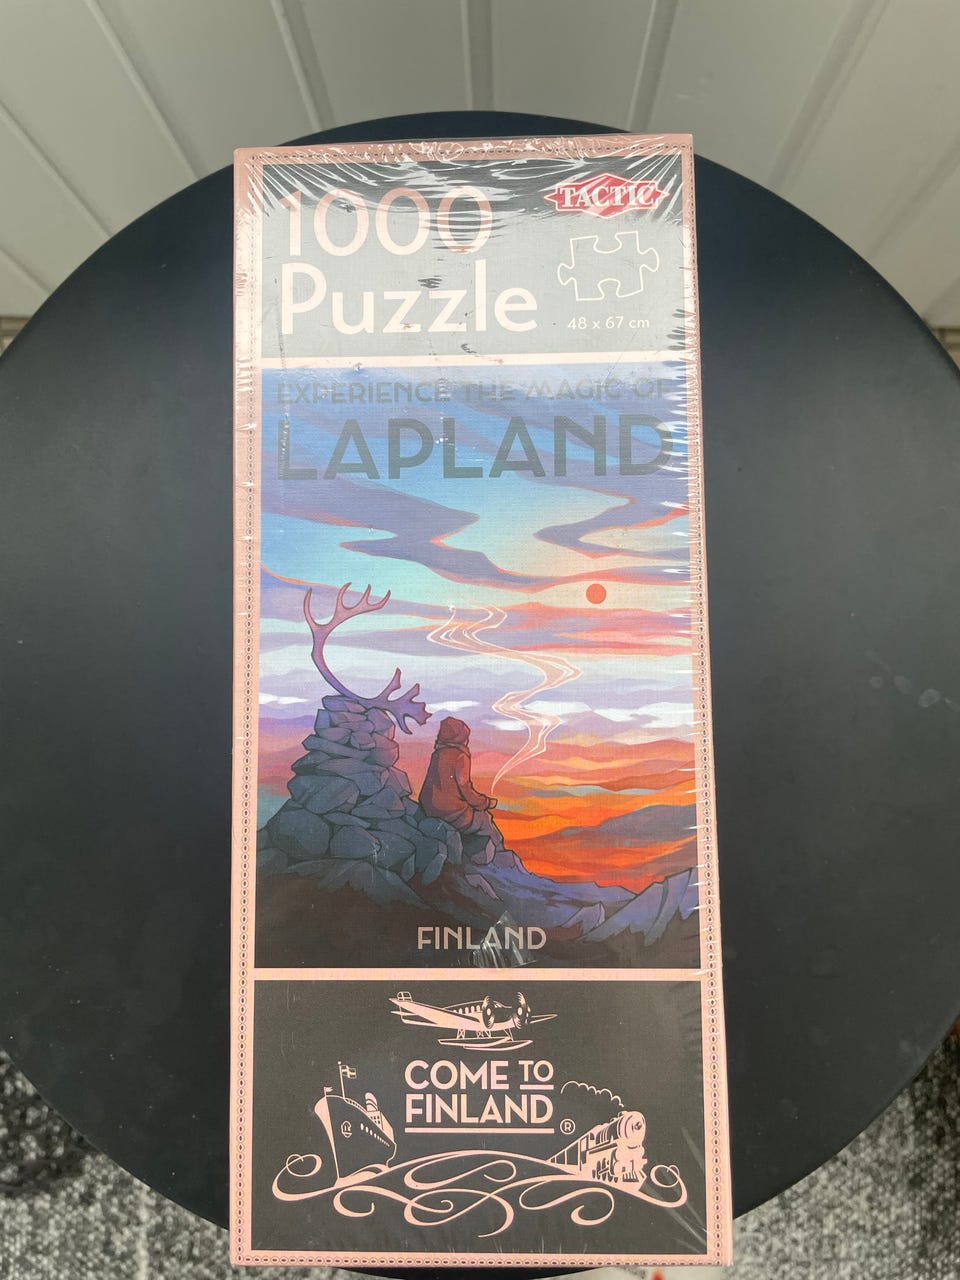 1000
TACTIC
Puzzle
48 x 67 cm
EXPERIENCE THE MAGIC OF
LAPLAND
FINLAND
COME TO
FINLAND ®